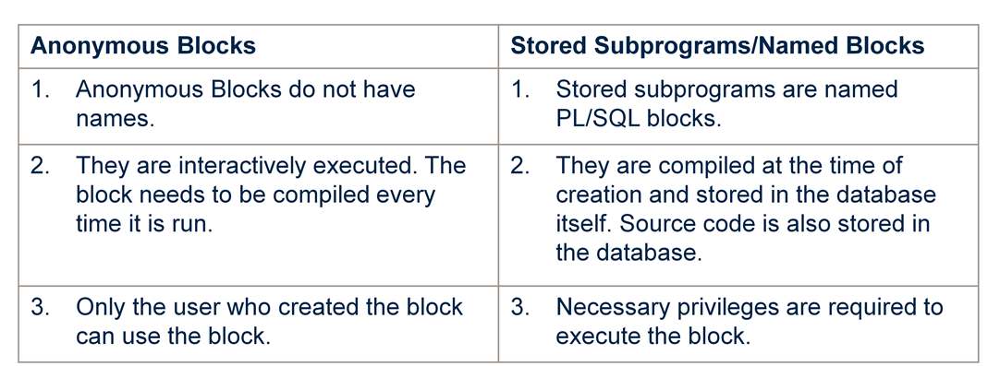 Anonymous Blocks
Stored Subprograms/Named Blocks
1. Anonymous Blocks do not have
names.
1. Stored subprograms are named
PL/SQL blocks.
2. They are interactively executed. The
block needs to be compiled every
time it is run.
2. They are compiled at the time of
creation and stored in the database
itself. Source code is also stored in
the database.
3. Only the user who created the block
can use the block.
3. Necessary privileges are required to
execute the block.